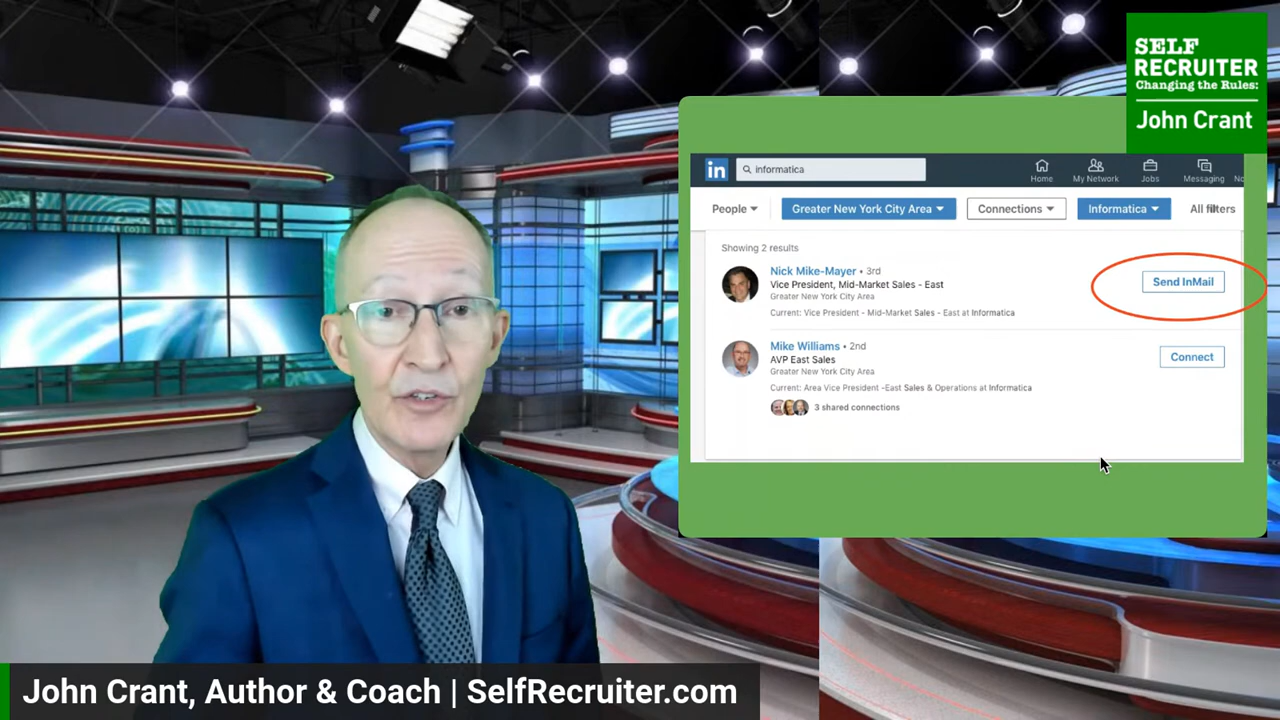 SELF
RECRUITER
Changing the Rules:
John Crant
in
informatica
Home
My Network
Jobs
Messaging
No
People
Greater New York City Area
Connections
Informatica
All filters
Showing 2 results
Nick Mike-Mayer • 3rd
Vice President, Mid-Market Sales - East
Greater New York City Area
Current: Vice President - Mid-Market Sales - East at Informatica
Send InMail
Mike Williams • 2nd
AVP East Sales
Greater New York City Area
Current: Area Vice President -East Sales & Operations at Informatica
3 shared connections
Connect
John Crant, Author & Coach | SelfRecruiter.com